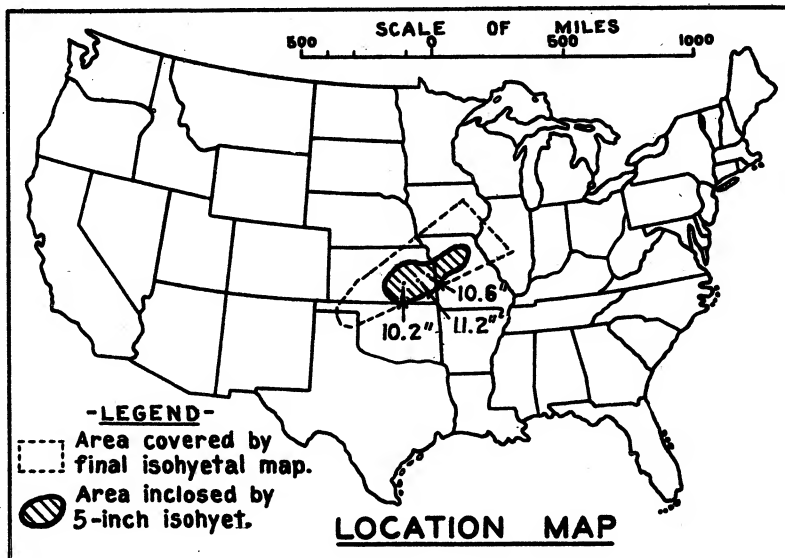 SCALE OF MILES
500 0 500 1000
10.6"
10.2" 11.2"
-LEGEND-
Area covered by
final isohyetal map.
Area inclosed by
5-inch isohyet.
LOCATION MAP